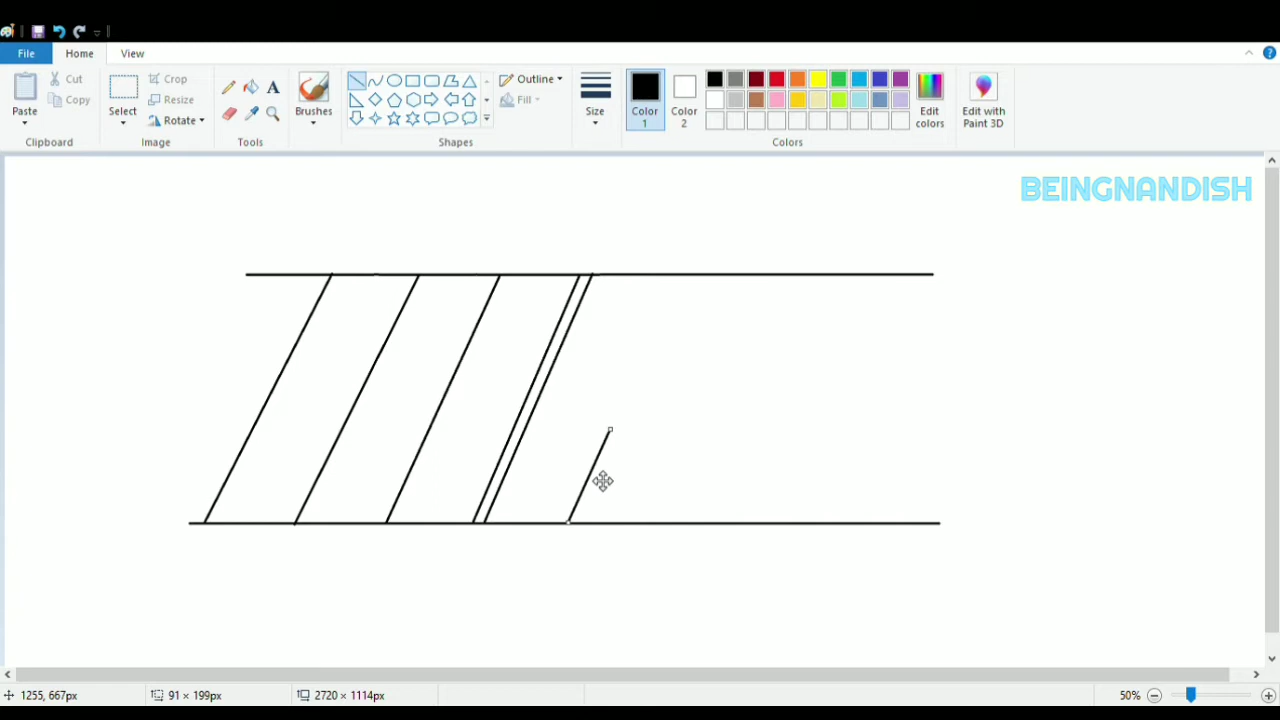 File Home View
Paste
Cut
Copy
Clipboard
Select
Crop
Resize
Rotate
Image
A
Tools
Brushes
Outline
Fill
Shapes
Size
Color 1
Color 2
Edit colors
Colors
Edit with Paint 3D
BEINGNANDISH
1255, 667px 91 × 199px 2720 × 1114px 50%